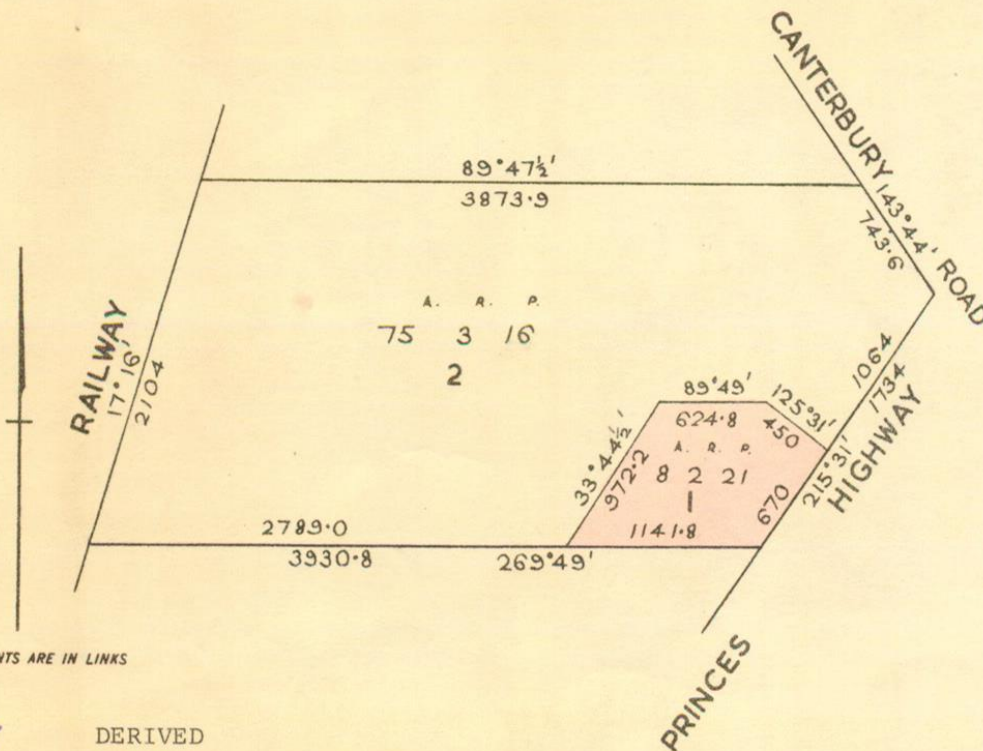 CANTERBURY 143°44' ROAD
743·6
89°47½'
3873·9
RAILWAY
17°16'
2104
A. R. P.
75 3 16
2
1064
1734
215°31'
HIGHWAY
89°49'
624·8
125°31'
450
33°44½'
972·2
A. R. P.
8 2 21
1
670
1141·8
2789·0
3930·8
269°49'
PRINCES
NTS ARE IN LINKS
DERIVED